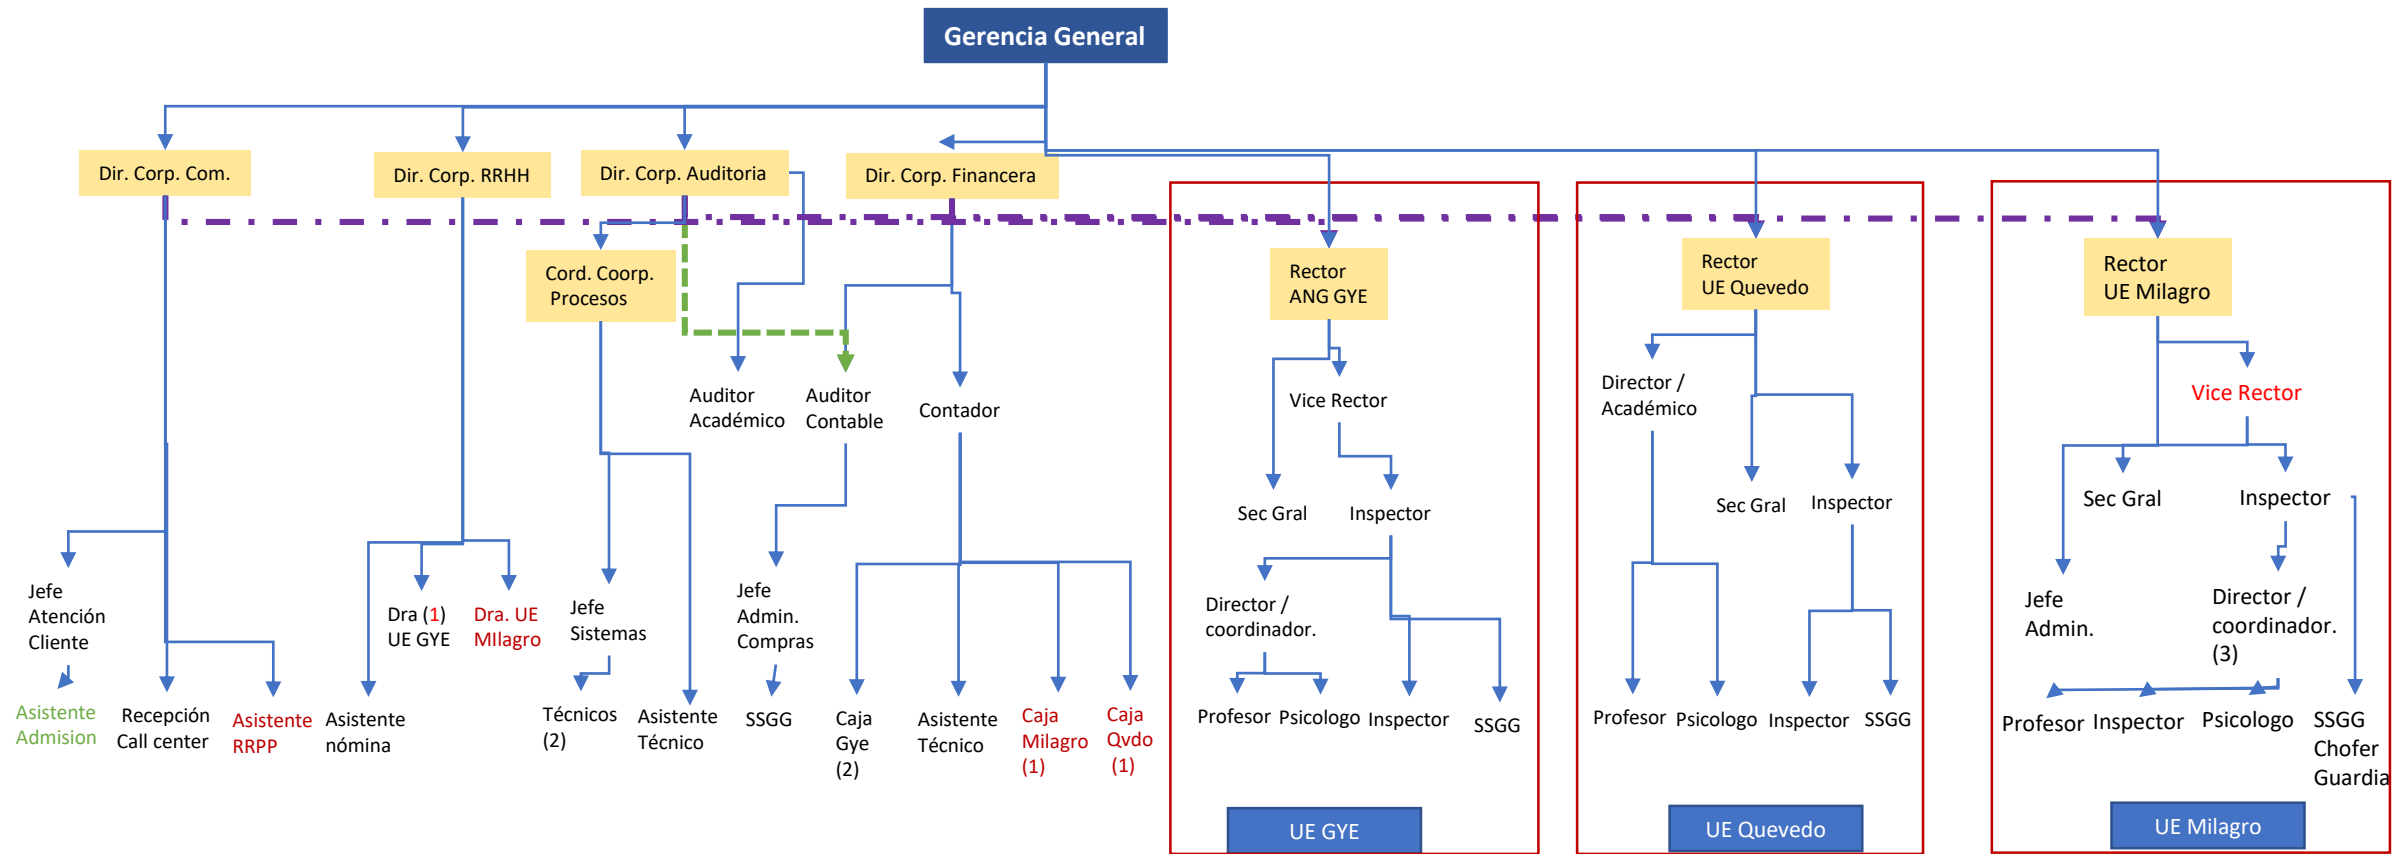 Gerencia General
Dir. Corp. Com.
Dir. Corp. RRHH
Dir. Corp. Auditoria
Dir. Corp. Financera
Cord. Coorp.
Procesos
Rector
ANG GYE
Rector
UE Quevedo
Rector
UE Milagro
Auditor
Académico
Auditor
Contable
Contador
Vice Rector
Director /
Académico
Vice Rector
Sec Gral
Inspector
Sec Gral
Inspector
Sec Gral
Inspector
Jefe
Atención
Cliente
Dra (1)
UE GYE
Dra. UE
MIlagro
Jefe
Sistemas
Jefe
Admin.
Compras
Director /
coordinador.
Jefe
Admin.
Director /
coordinador.
(3)
Asistente
Admision
Recepción
Call center
Asistente
RRPP
Asistente
nómina
Técnicos
(2)
Asistente
Técnico
SSGG
Caja
Gye
(2)
Asistente
Técnico
Caja
Milagro
(1)
Caja
Qvdo
(1)
Profesor
Psicologo
Inspector
SSGG
Profesor
Psicologo
Inspector
SSGG
Profesor
Inspector
Psicologo
SSGG
Chofer
Guardia
UE GYE
UE Quevedo
UE Milagro